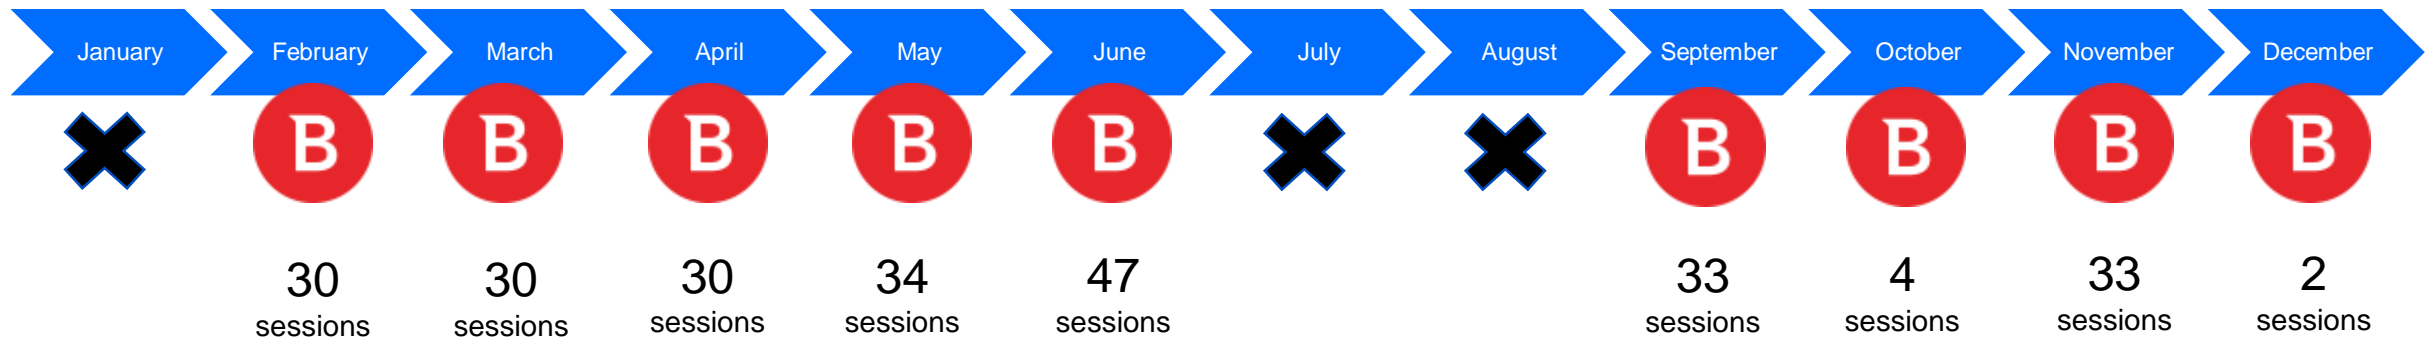 January
February
March
April
May
June
July
August
September
October
November
December
B
B
B
B
B
B
B
B
B
30
sessions
30
sessions
30
sessions
34
sessions
47
sessions
33
sessions
4
sessions
33
sessions
2
sessions